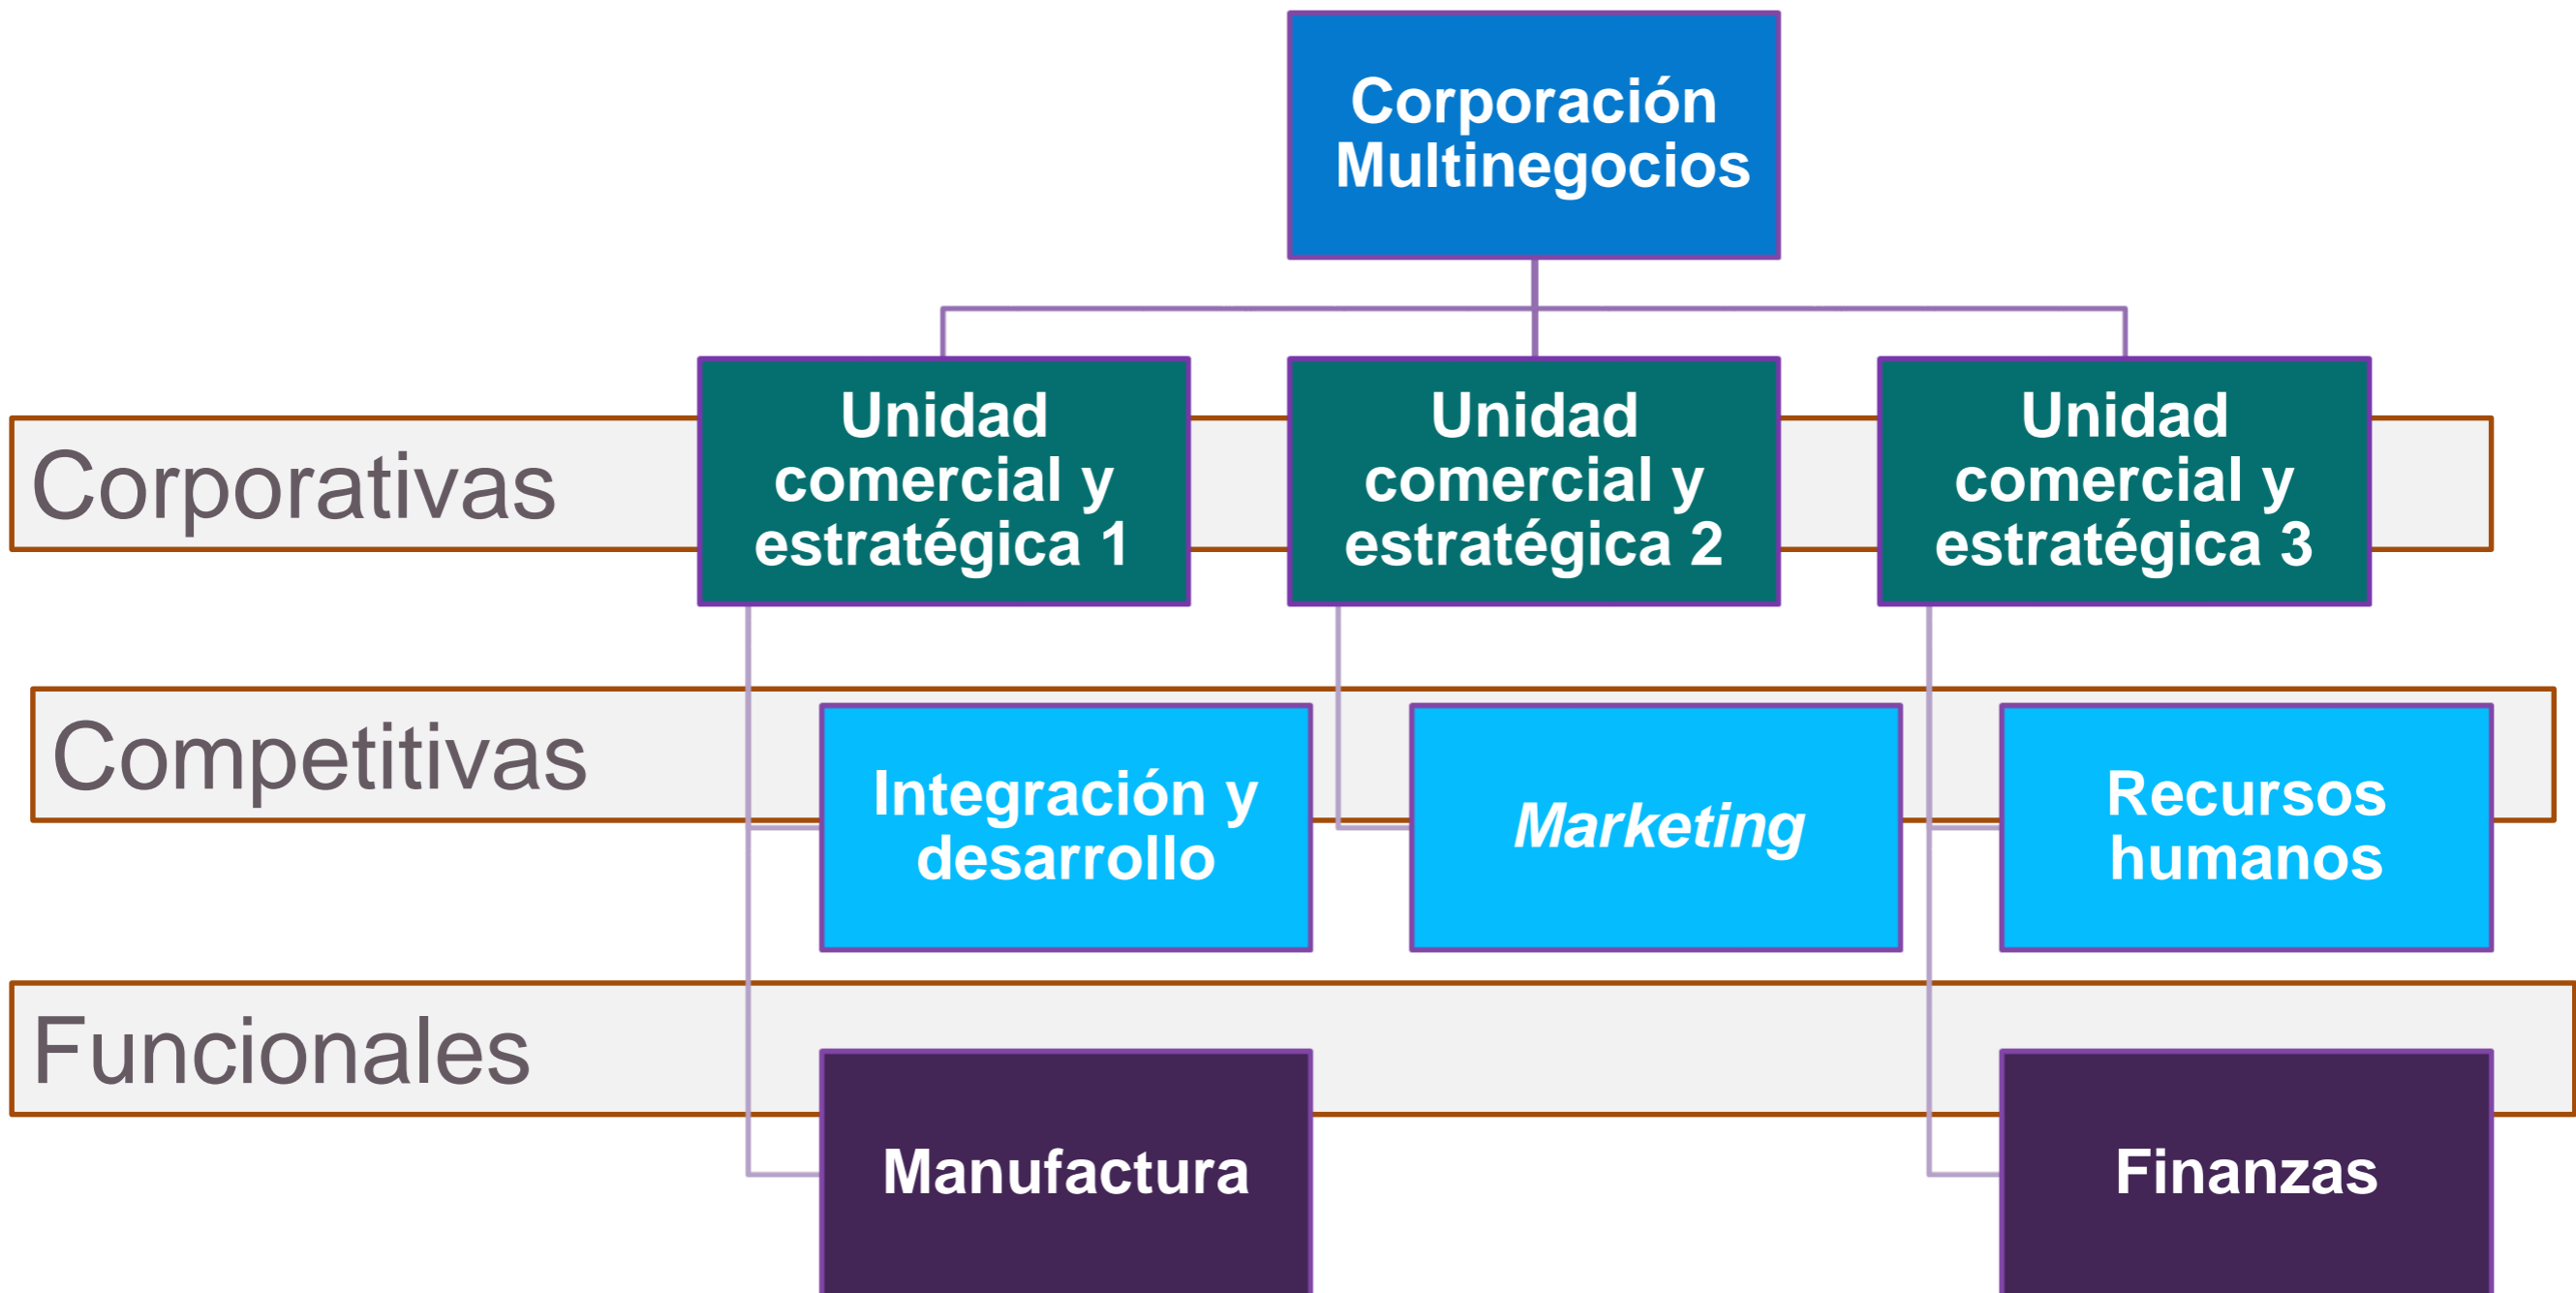 Corporación
Multinegocios
Corporativas
Unidad
comercial y
estratégica 1
Unidad
comercial y
estratégica 2
Unidad
comercial y
estratégica 3
Competitivas
Integración y
desarrollo
Marketing
Recursos
humanos
Funcionales
Manufactura
Finanzas